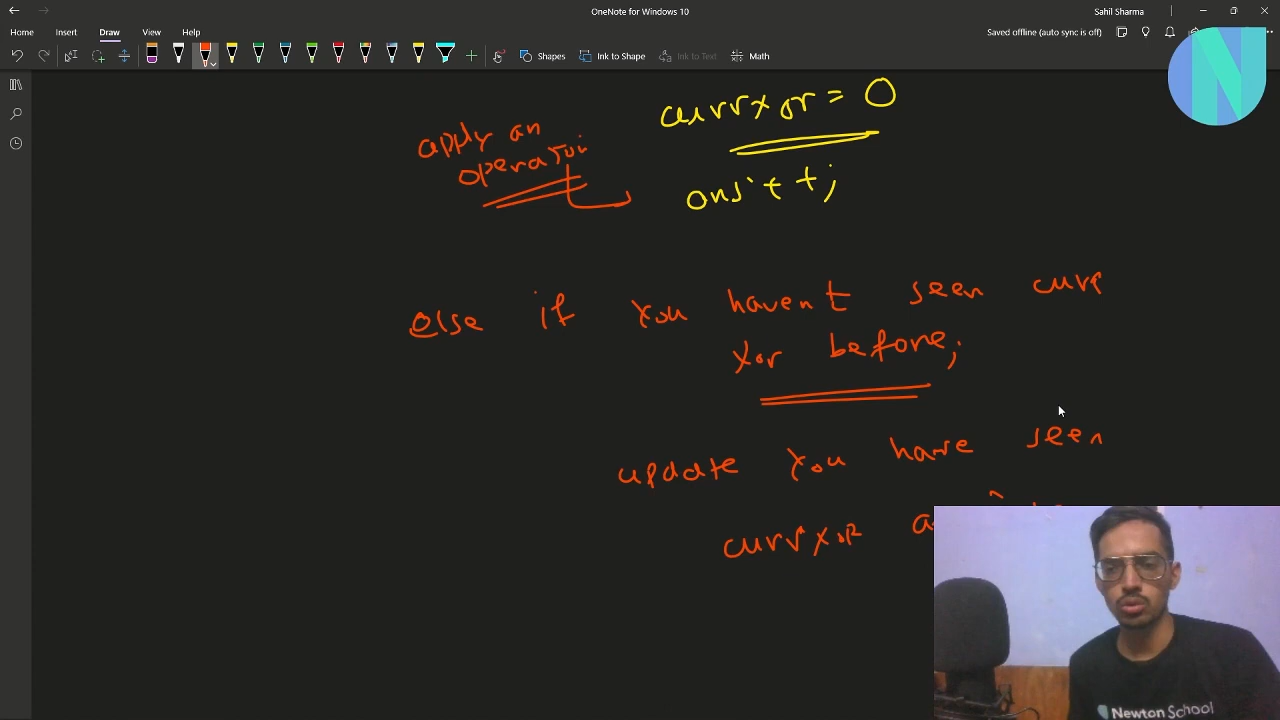 OneNote for Windows 10
Sahil Sharma
Home Insert Draw View Help
Saved offline (auto sync is off)
Shapes Ink to Shape Ink to Text Math
currxor = 0
apply an
operation
ans++;
else if you haven't seen curr
xor before;
update you have seen
currxor
Newton School